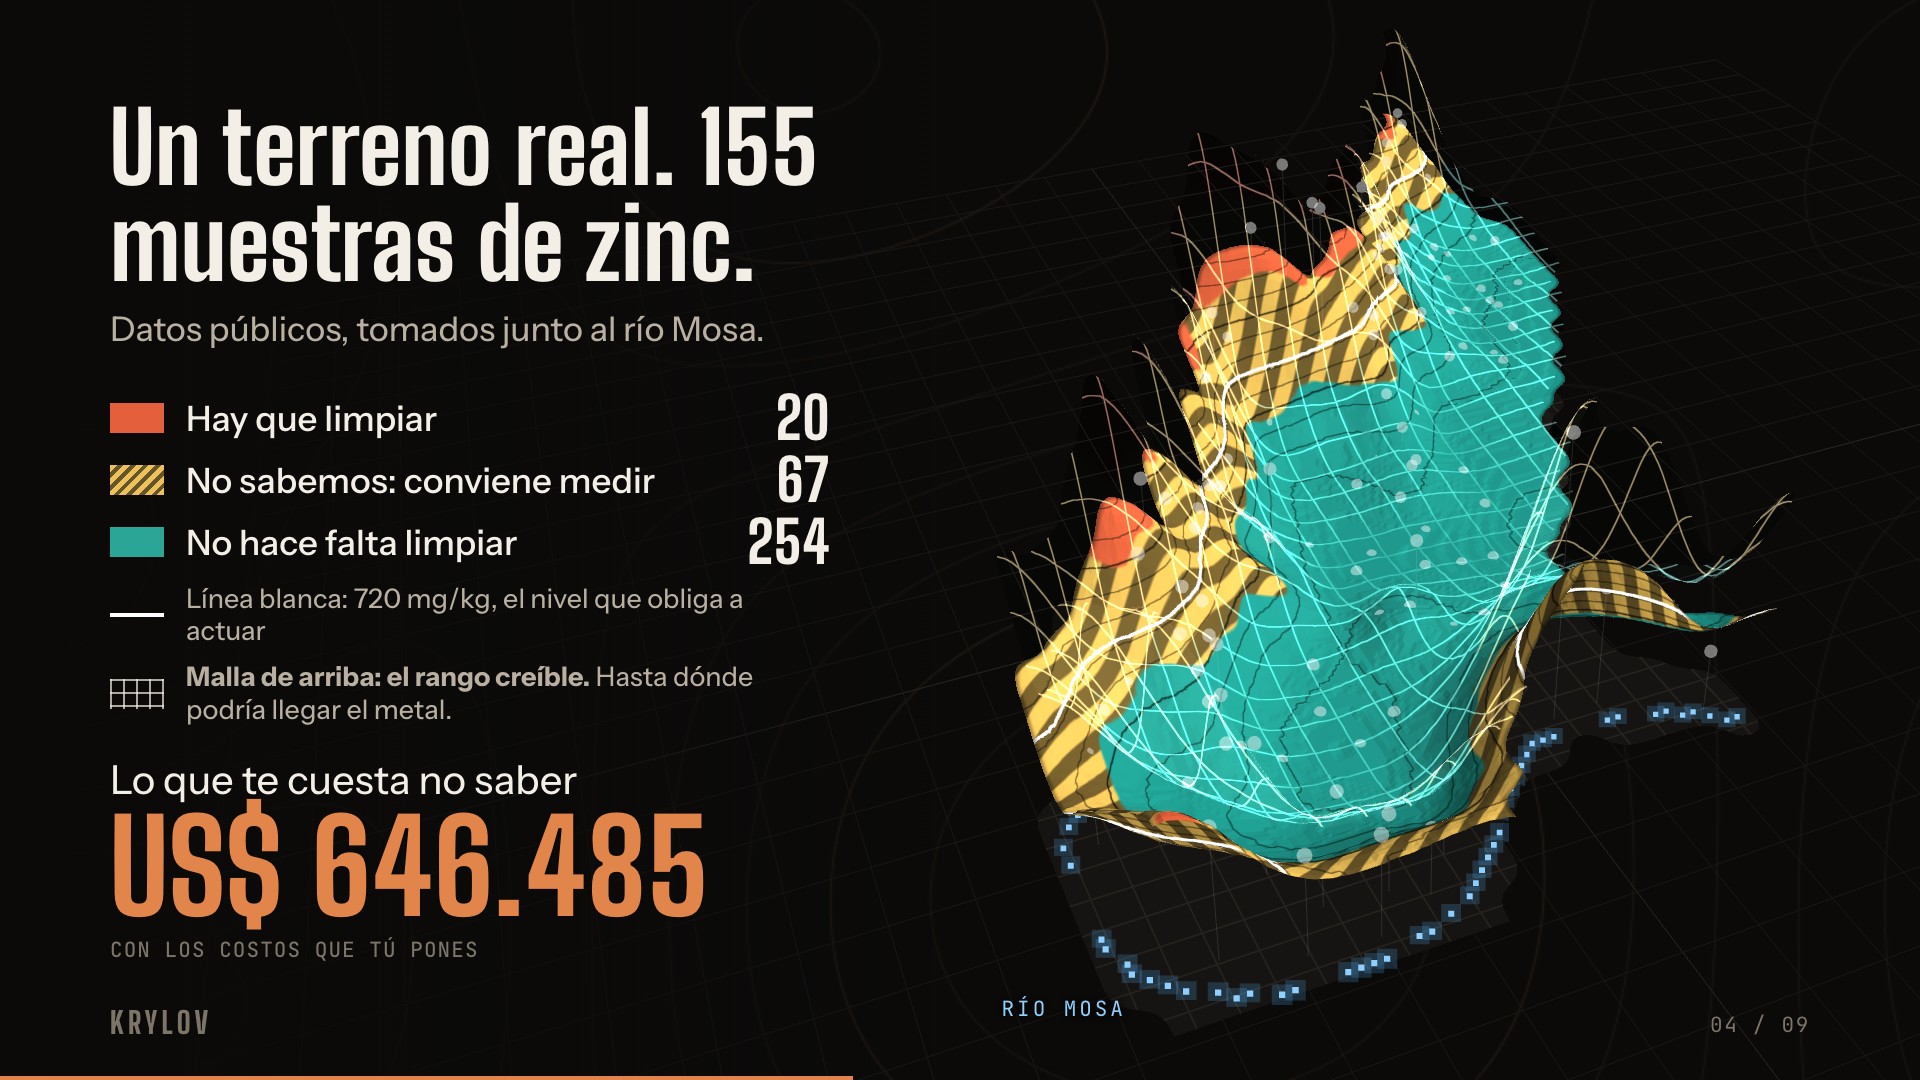 Un terreno real. 155
muestras de zinc.
Datos públicos, tomados junto al río Mosa.
Hay que limpiar 20
No sabemos: conviene medir 67
No hace falta limpiar 254
Línea blanca: 720 mg/kg, el nivel que obliga a
actuar
Malla de arriba: el rango creíble. Hasta dónde
podría llegar el metal.
Lo que te cuesta no saber
US$ 646.485
CON LOS COSTOS QUE TÚ PONES
RÍO MOSA
KRYLOV
04 / 09